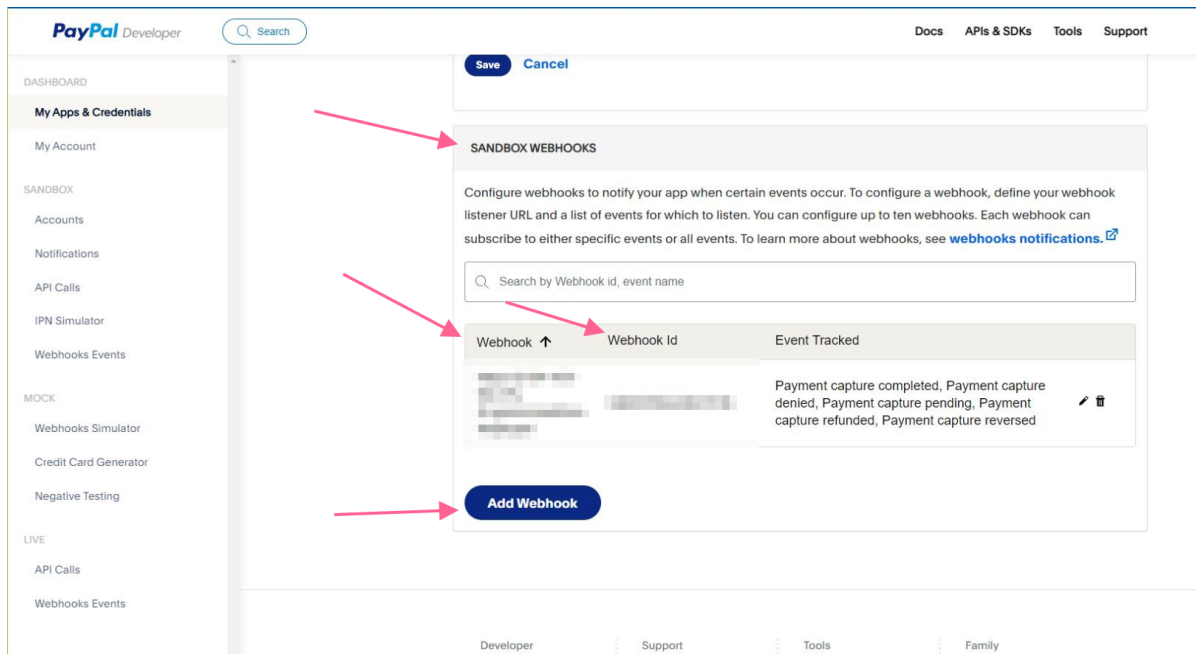 PayPal Developer
Search
Docs
APIs & SDKs
Tools
Support
DASHBOARD
My Apps & Credentials
My Account
SANDBOX
Accounts
Notifications
API Calls
IPN Simulator
Webhooks Events
MOCK
Webhooks Simulator
Credit Card Generator
Negative Testing
LIVE
API Calls
Webhooks Events
Save Cancel
SANDBOX WEBHOOKS
Configure webhooks to notify your app when certain events occur. To configure a webhook, define your webhook
listener URL and a list of events for which to listen. You can configure up to ten webhooks. Each webhook can
subscribe to either specific events or all events. To learn more about webhooks, see webhooks notifications.
Search by Webhook id, event name
Webhook Webhook Id Event Tracked
Payment capture completed, Payment capture
denied, Payment capture pending, Payment
capture refunded, Payment capture reversed
Add Webhook
Developer Support Tools Family